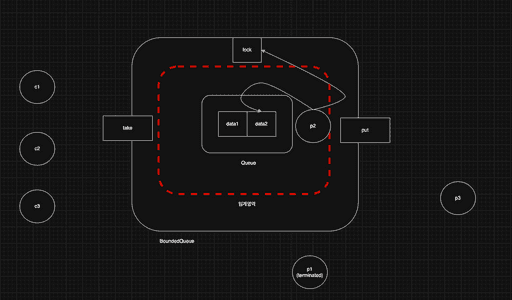 lock
c1
take
data1
data2
p2
put
c2
Queue
c3
임계영역
p3
BoundedQueue
p1
(terminated)